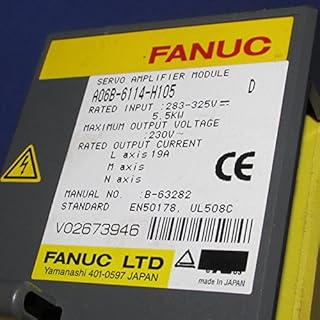 FANUC
SERVO AMPLIFIER MODULE
A06B-6114-H105 D
RATED INPUT :283-325V⎓
5.5KW
MAXIMUM OUTPUT VOLTAGE
:230V~
RATED OUTPUT CURRENT
L axis 19A
M axis
N axis
MANUAL NO. :B-63282
STANDARD EN50178, UL508C
V02673946
CE
FANUC LTD
Yamanashi 401-0597 JAPAN
made in JAPAN